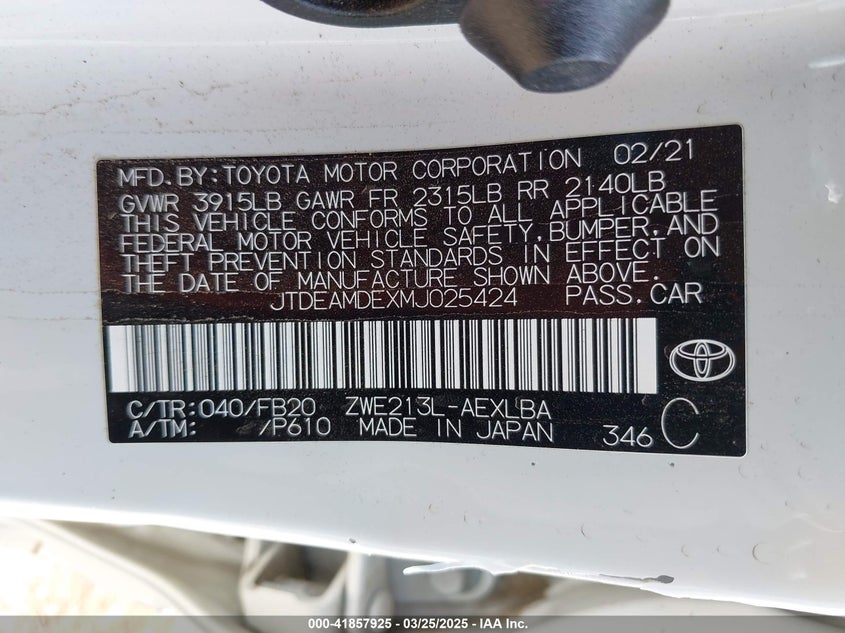 MFD.BY:TOYOTA MOTOR CORPORATION 02/21
GVWR 3915LB GAWR FR 2315LB RR 2140LB
THIS VEHICLE CONFORMS TO ALL APPLICABLE
FEDERAL MOTOR VEHICLE SAFETY,BUMPER,AND
THEFT PREVENTION STANDARDS IN EFFECT ON
THE DATE OF MANUFACTURE SHOWN ABOVE.
JTDEAMDEXMJ025424 PASS.CAR
C/TR:040/FB20 ZWE213L-AEXLBA
A/TM: /P610 MADE IN JAPAN 346 C
000-41857925 - 03/25/2025 - IAA Inc.